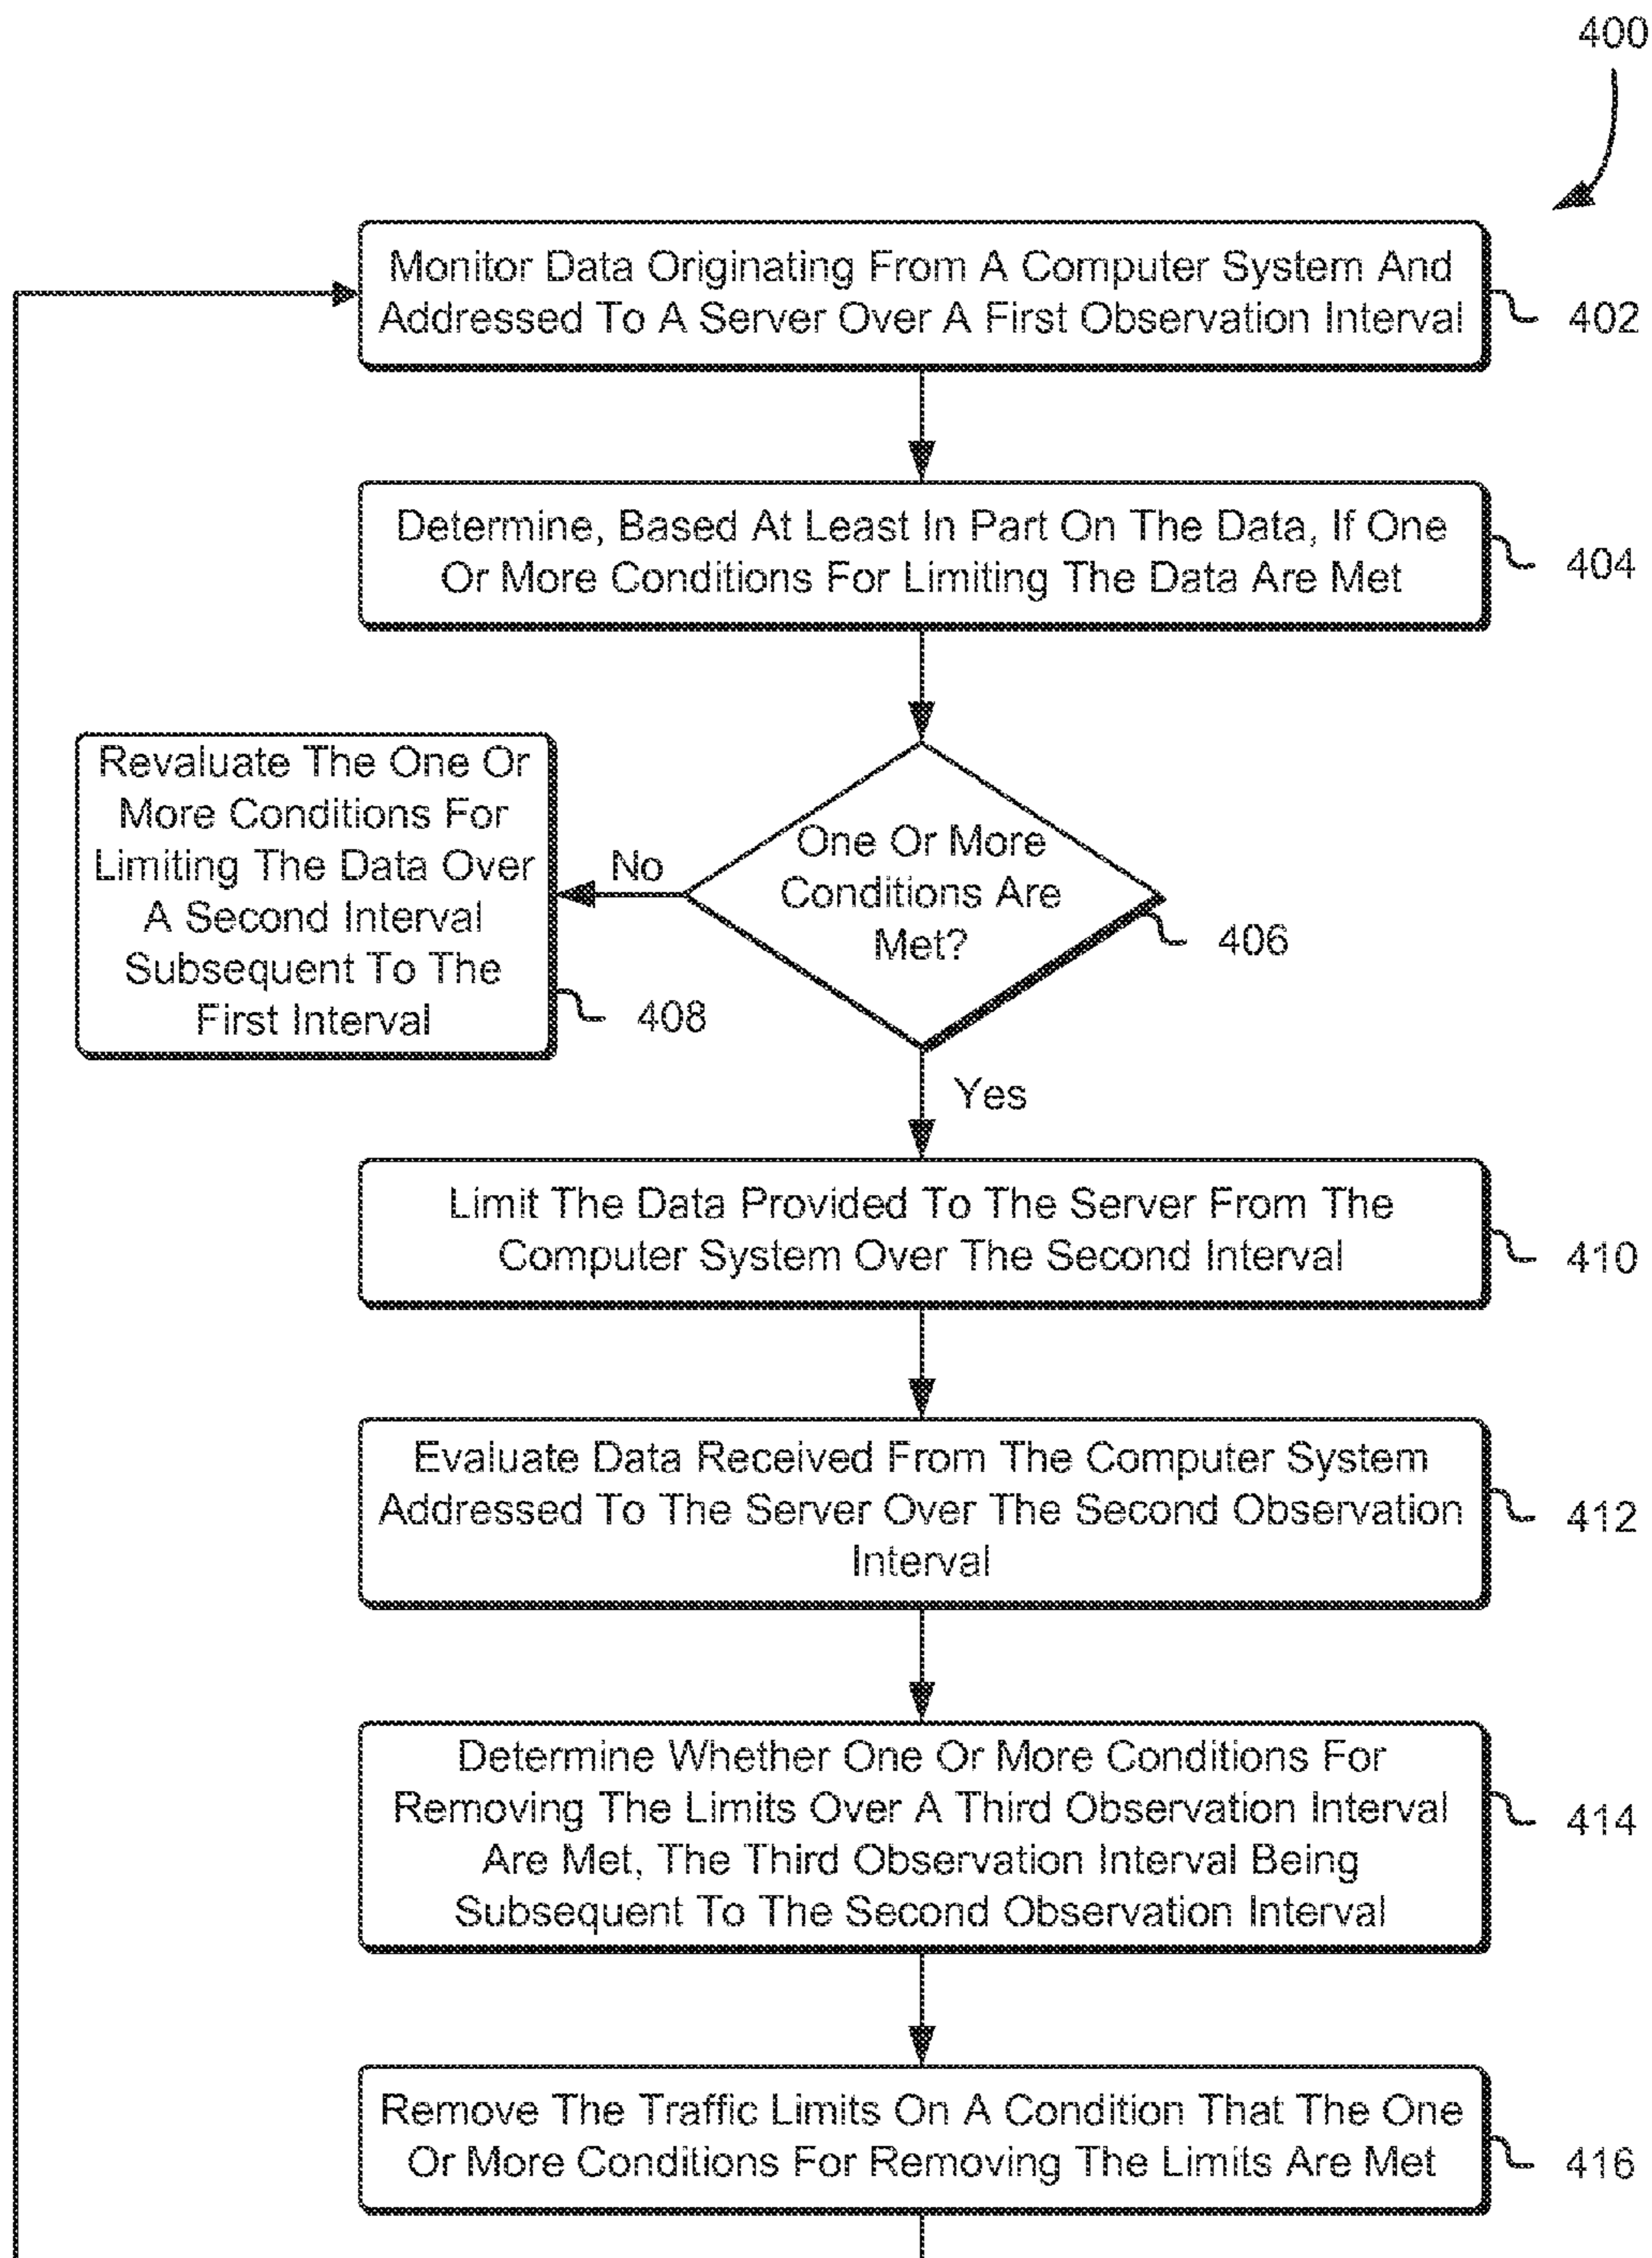 400
Monitor Data Originating From A Computer System And
Addressed To A Server Over A First Observation Interval
402
Determine, Based At Least In Part On The Data, If One
Or More Conditions For Limiting The Data Are Met
404
Revaluate The One Or
More Conditions For
Limiting The Data Over
A Second Interval
Subsequent To The
First Interval
408
No
One Or More
Conditions Are
Met?
406
Yes
Limit The Data Provided To The Server From The
Computer System Over The Second Interval
410
Evaluate Data Received From The Computer System
Addressed To The Server Over The Second Observation
Interval
412
Determine Whether One Or More Conditions For
Removing The Limits Over A Third Observation Interval
Are Met, The Third Observation Interval Being
Subsequent To The Second Observation Interval
414
Remove The Traffic Limits On A Condition That The One
Or More Conditions For Removing The Limits Are Met
416